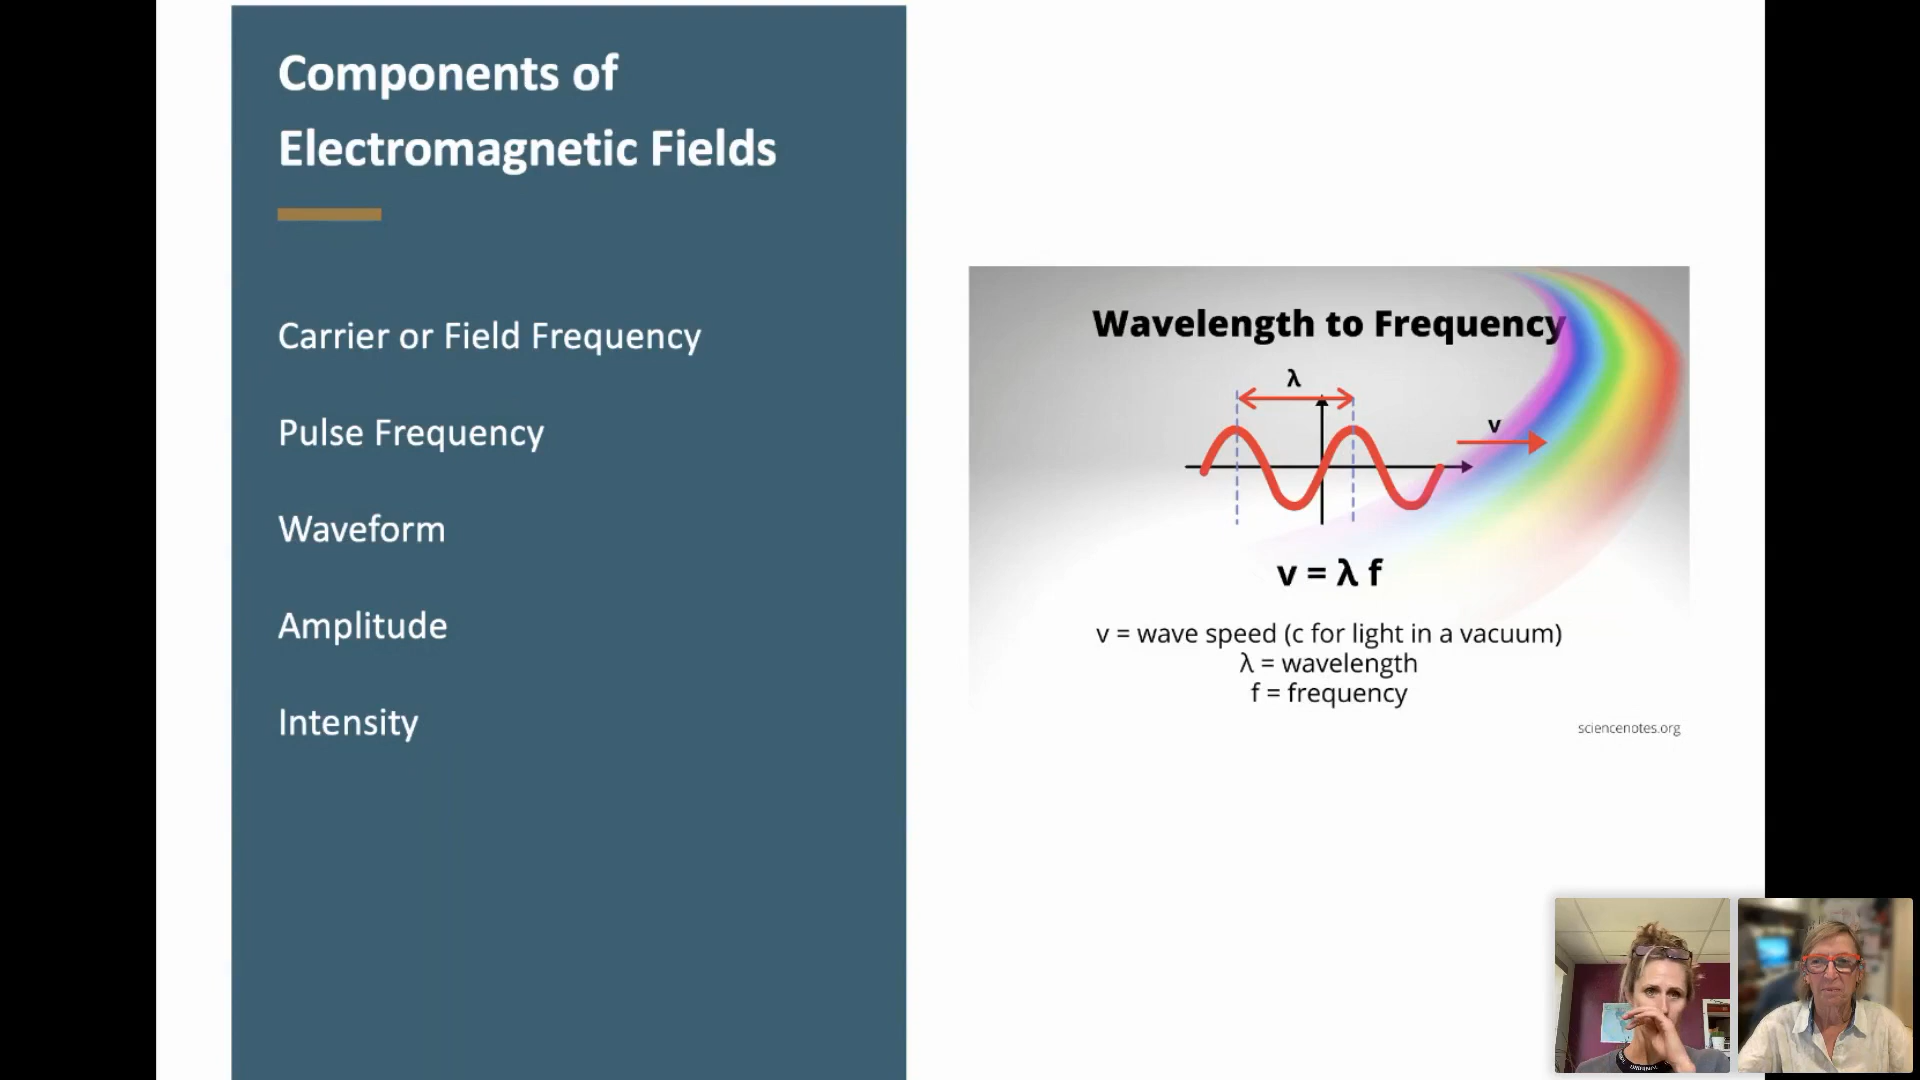 Components of
Electromagnetic Fields
Carrier or Field Frequency
Pulse Frequency
Waveform
Amplitude
Intensity
Wavelength to Frequency
λ
v
v = λ f
v = wave speed (c for light in a vacuum)
λ = wavelength
f = frequency
sciencenotes.org